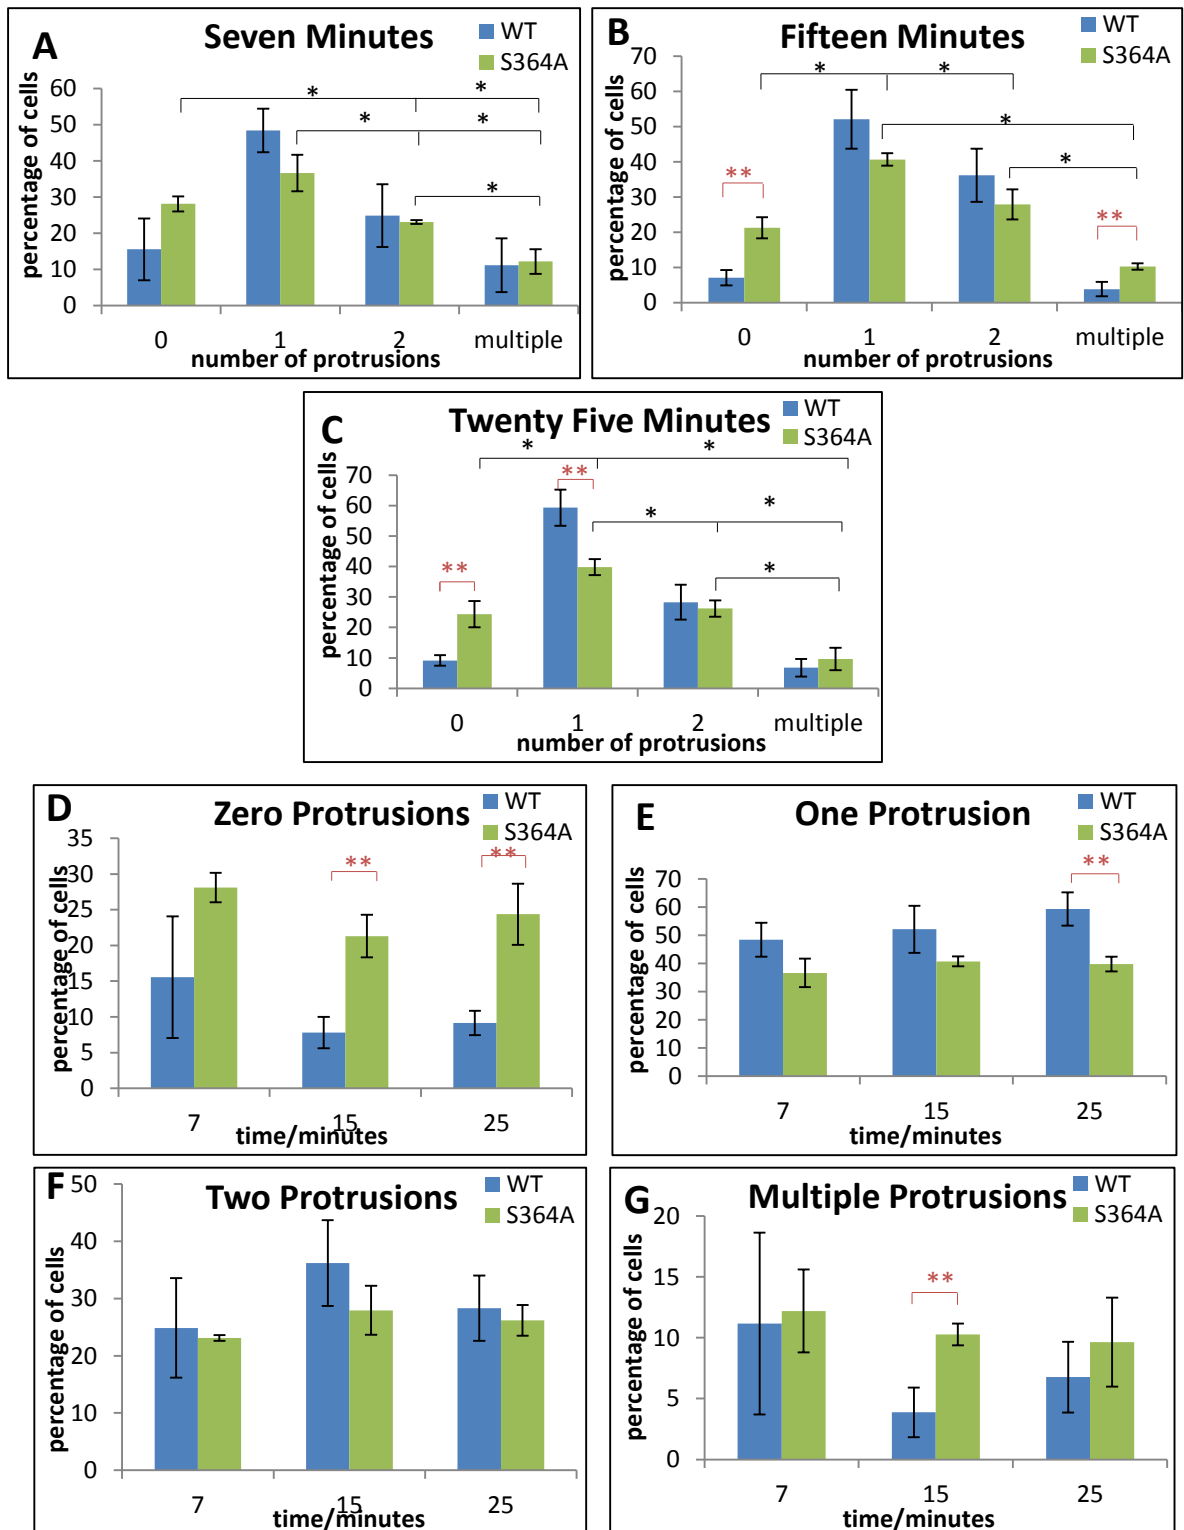 A
Seven Minutes
WT
S364A
percentage of cells
60
50
40
30
20
10
0
* *
* *
*
0 1 2 multiple
number of protrusions
B
Fifteen Minutes
WT
S364A
percentage of cells
70
60
50
40
30
20
10
0
* *
*
*
**
**
0 1 2 multiple
number of protrusions
C
Twenty Five Minutes
WT
S364A
percentage of cells
70
60
50
40
30
20
10
0
* *
**
* *
**
*
0 1 2 multiple
number of protrusions
D
Zero Protrusions
WT
S364A
percentage of cells
35
30
25
20
15
10
5
0
** **
7 15 25
time/minutes
E
One Protrusion
WT
S364A
percentage of cells
70
60
50
40
30
20
10
0
**
7 15 25
time/minutes
F
Two Protrusions
WT
S364A
percentage of cells
50
40
30
20
10
0
7 15 25
time/minutes
G
Multiple Protrusions
WT
S364A
percentage of cells
20
15
10
5
0
**
7 15 25
time/minutes